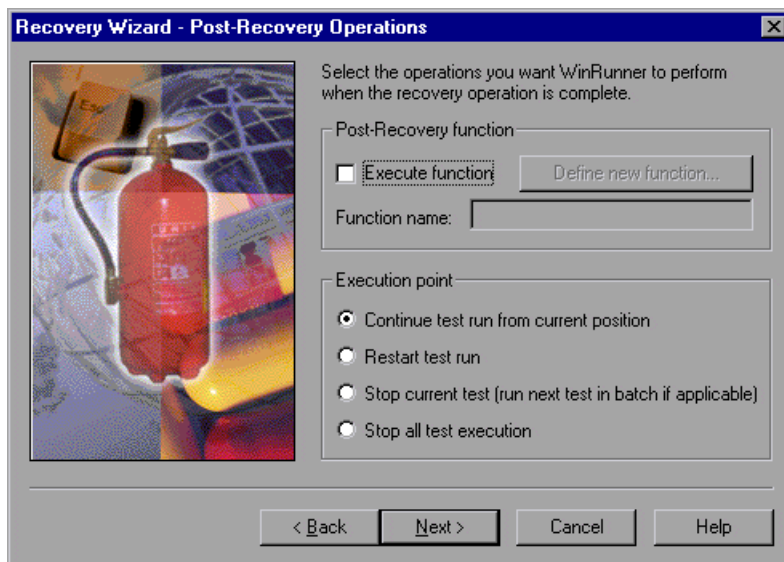 Recovery Wizard - Post-Recovery Operations
Esc
Select the operations you want WinRunner to perform
when the recovery operation is complete.
Post-Recovery function
Execute function
Define new function...
Function name:
Execution point
Continue test run from current position
Restart test run
Stop current test (run next test in batch if applicable)
Stop all test execution
< Back
Next >
Cancel
Help